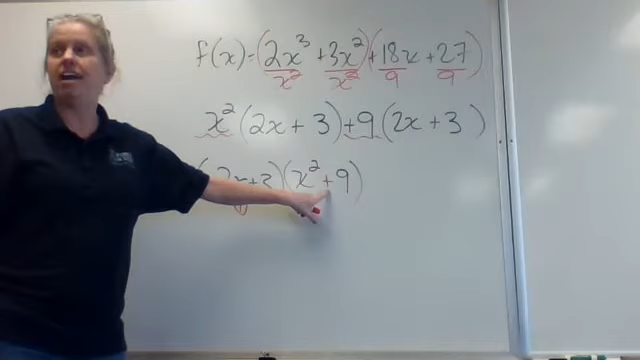 f(x)=(2x³+3x²)(+18x+27)
x² x² 9 9
x²(2x+3)+9(2x+3)
(2x+3)(x²+9)